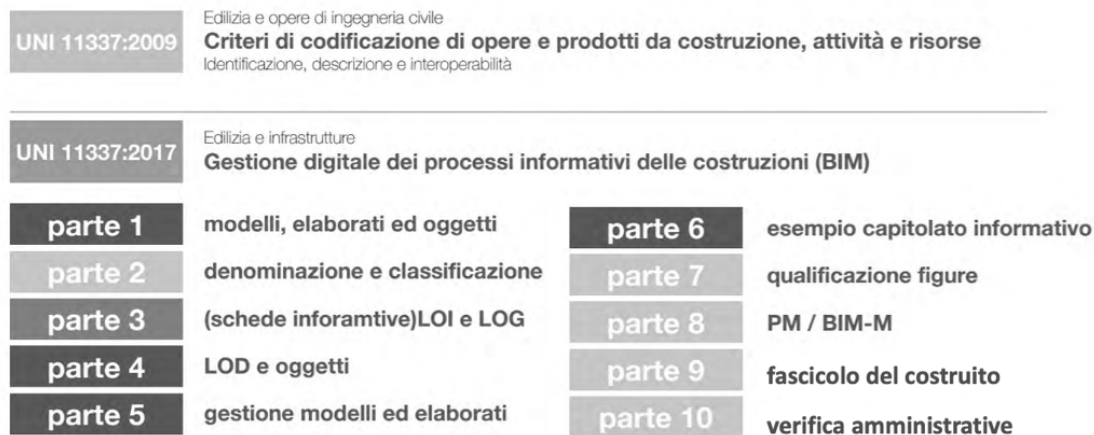 UNI 11337:2009
Edilizia e opere di ingegneria civile
Criteri di codificazione di opere e prodotti da costruzione, attività e risorse
Identificazione, descrizione e interoperabilità
UNI 11337:2017
Edilizia e infrastrutture
Gestione digitale dei processi informativi delle costruzioni (BIM)
parte 1 modelli, elaborati ed oggetti
parte 2 denominazione e classificazione
parte 3 (schede inforamtive)LOI e LOG
parte 4 LOD e oggetti
parte 5 gestione modelli ed elaborati
parte 6 esempio capitolato informativo
parte 7 qualificazione figure
parte 8 PM / BIM-M
parte 9 fascicolo del costruito
parte 10 verifica amministrative